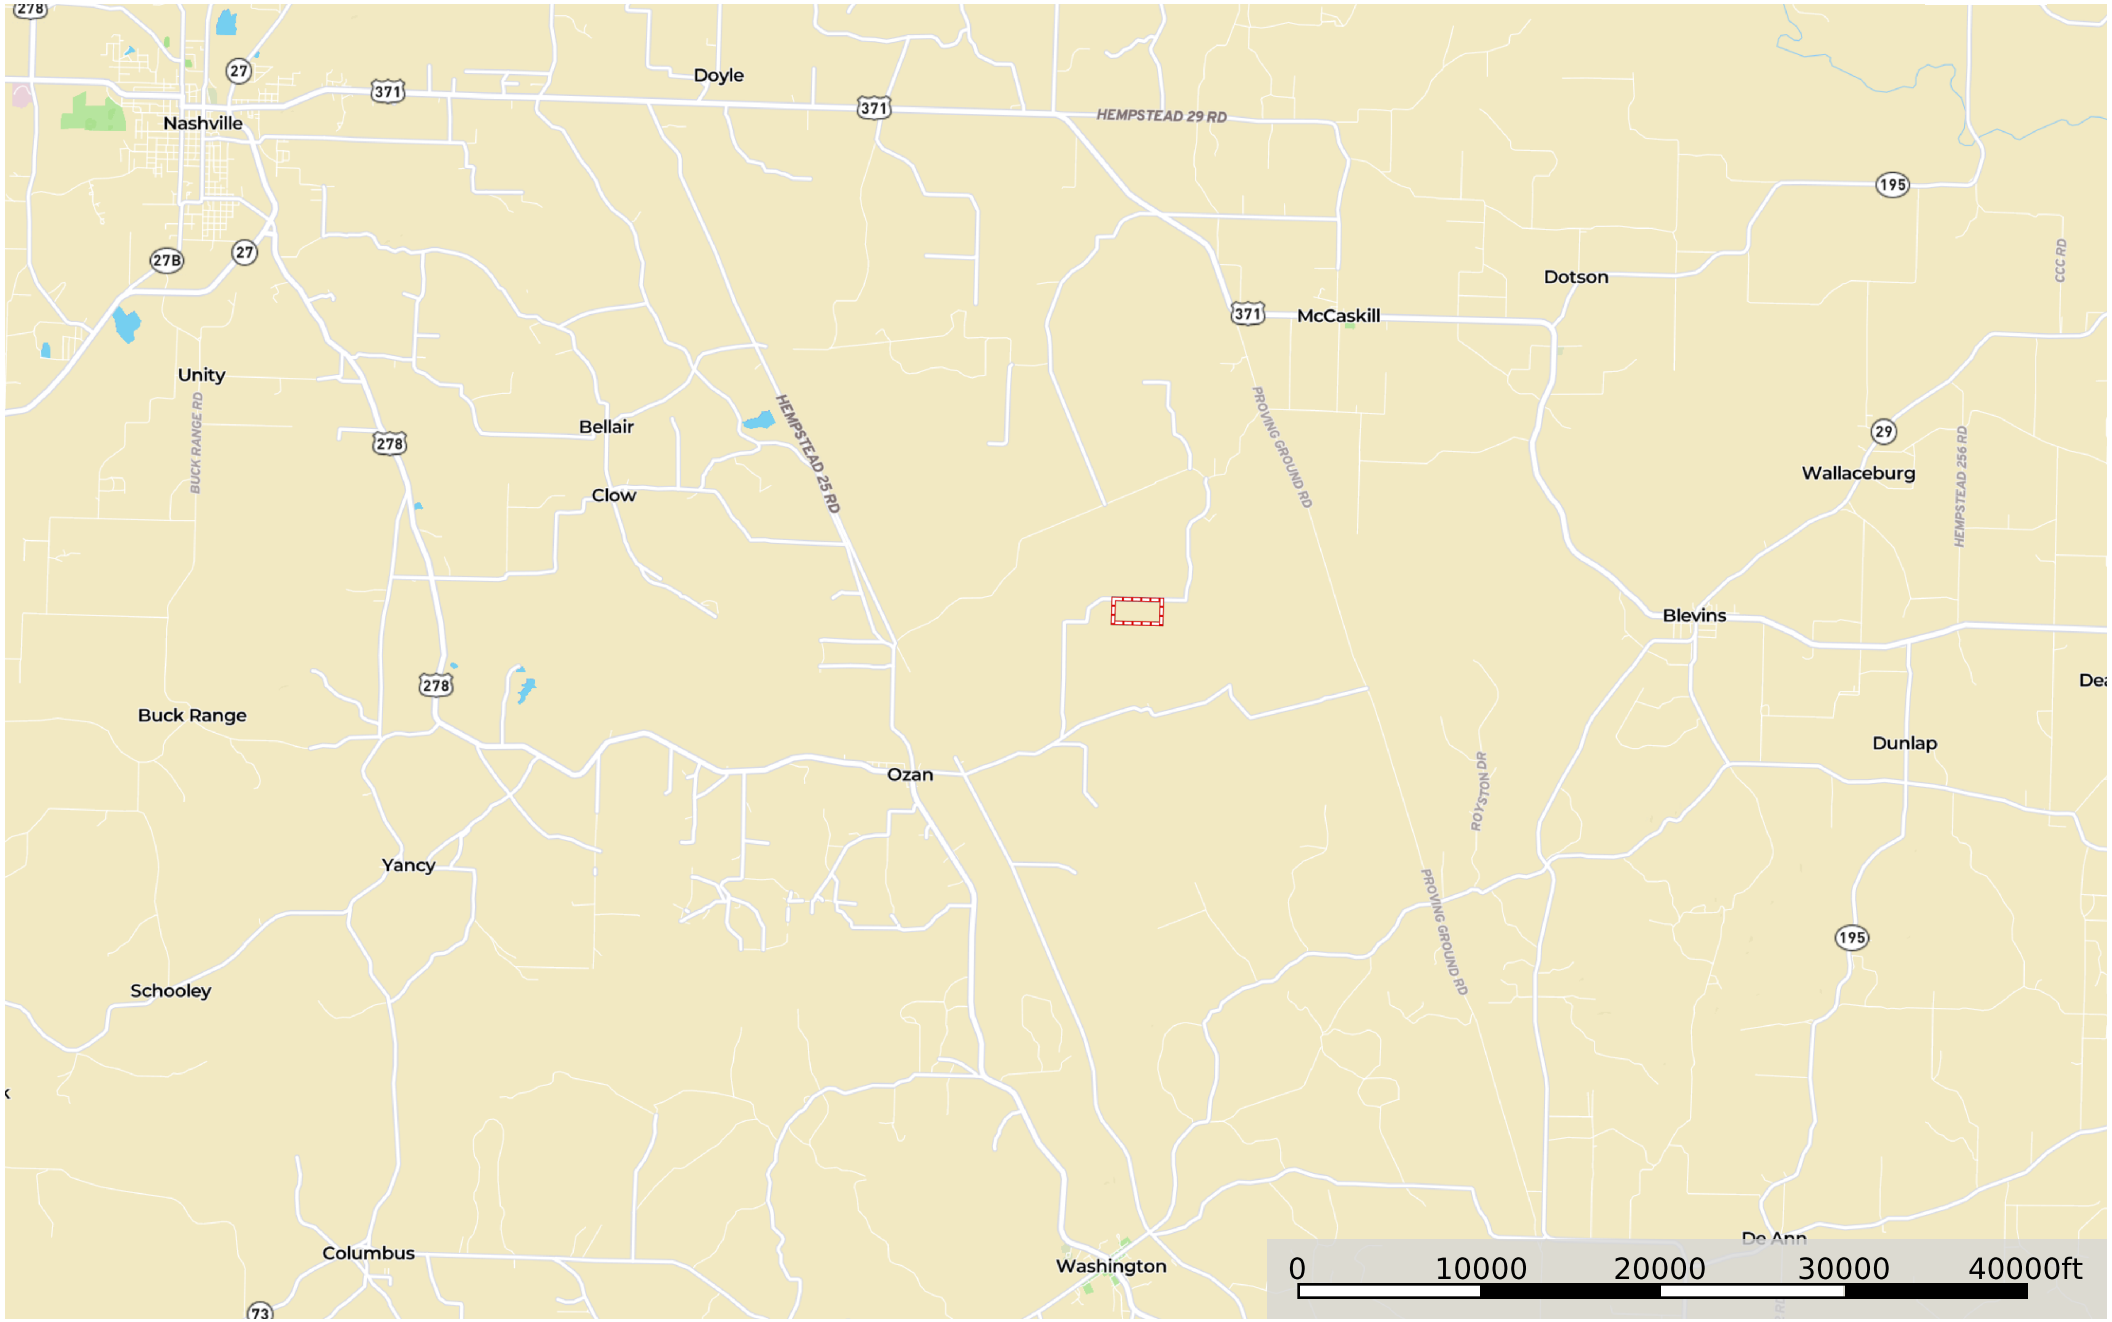 278
27
371
Doyle
371
HEMPSTEAD 29 RD
Nashville
195
27B
27
CCC RD
Dotson
371
McCaskill
Unity
BUCK RANGE RD
HEMPSTEAD 25 RD
PROVING GROUND RD
278
Bellair
29
HEMPSTEAD 256 RD
Wallaceburg
Clow
Blevins
278
Dea
Buck Range
Dunlap
Ozan
ROYSTON DR
Yancy
PROVING GROUND RD
195
Schooley
k
De Ann
Columbus
Washington
73
0 10000 20000 30000 40000ft